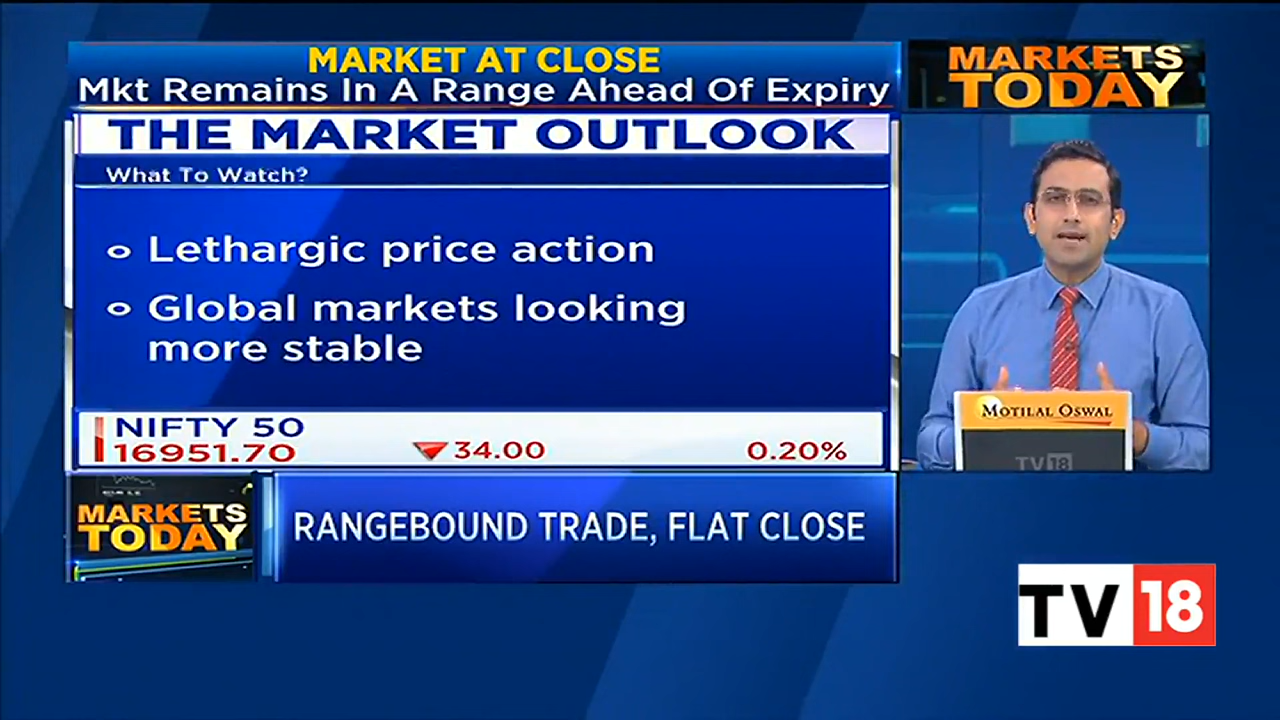 MARKET AT CLOSE
Mkt Remains In A Range Ahead Of Expiry
MARKETS
TODAY
THE MARKET OUTLOOK
What To Watch?
Lethargic price action
Global markets looking
more stable
MOTILAL OSWAL
TV18
NIFTY 50
16951.70 34.00 0.20%
MARKETS
TODAY
RANGEBOUND TRADE, FLAT CLOSE
TV18